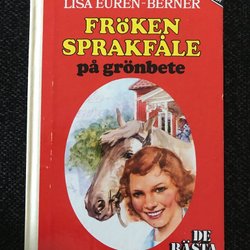 LISA EURÉN-BERNER
FRöKEN
SPRAKFÅLE
på grönbete
DE
BÄSTA